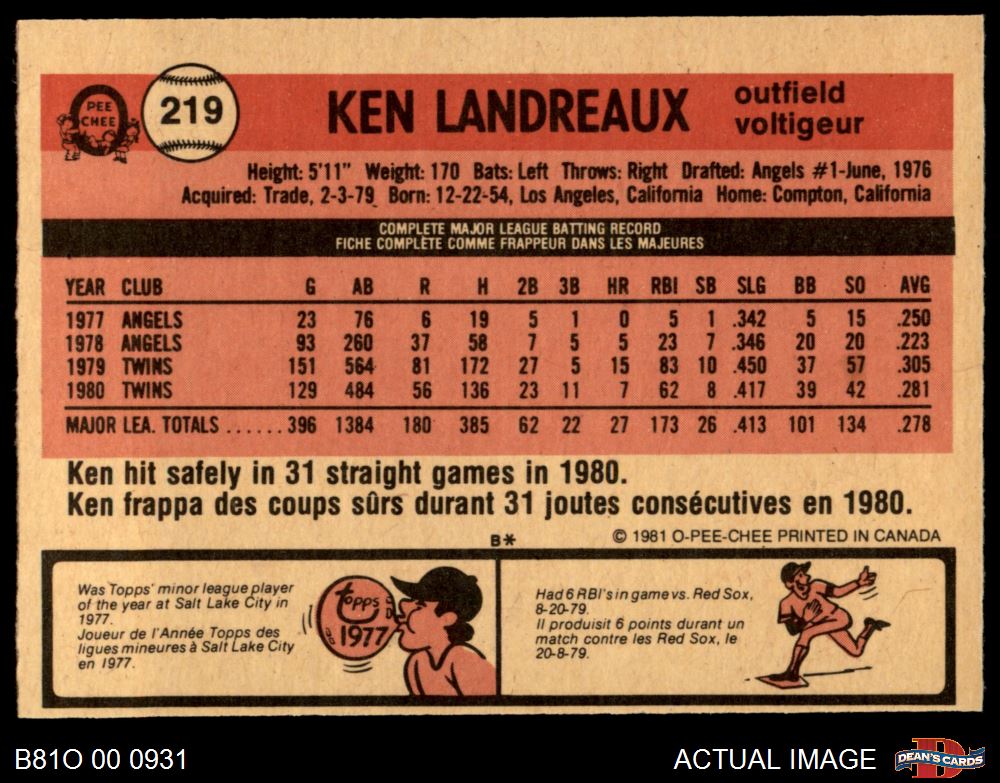 PEE
CHEE
219
KEN LANDREAUX
outfield
voltigeur
Height: 5'11" Weight: 170 Bats: Left Throws: Right Drafted: Angels #1-June, 1976
Acquired: Trade, 2-3-79 Born: 12-22-54, Los Angeles, California Home: Compton, California
COMPLETE MAJOR LEAGUE BATTING RECORD
FICHE COMPLÈTE COMME FRAPPEUR DANS LES MAJEURES
YEAR CLUB G AB R H 2B 3B HR RBI SB SLG BB SO AVG
1977 ANGELS 23 76 6 19 5 1 0 5 1 .342 5 15 .250
1978 ANGELS 93 260 37 58 7 5 5 23 7 .346 20 20 .223
1979 TWINS 151 564 81 172 27 5 15 83 10 .450 37 57 .305
1980 TWINS 129 484 56 136 23 11 7 62 8 .417 39 42 .281
MAJOR LEA. TOTALS ......396 1384 180 385 62 22 27 173 26 .413 101 134 .278
Ken hit safely in 31 straight games in 1980.
Ken frappa des coups sûrs durant 31 joutes consécutives en 1980.
B* © 1981 O-PEE-CHEE PRINTED IN CANADA
Was Topps' minor league player
of the year at Salt Lake City in
1977.
Joueur de l'Année Topps des
ligues mineures à Salt Lake City
en 1977.
topps
1977
Had 6 RBI's in game vs. Red Sox,
8-20-79.
Il produisit 6 points durant un
match contre les Red Sox, le
20-8-79.
B81O 00 0931
ACTUAL IMAGE
DEAN'S CARDS